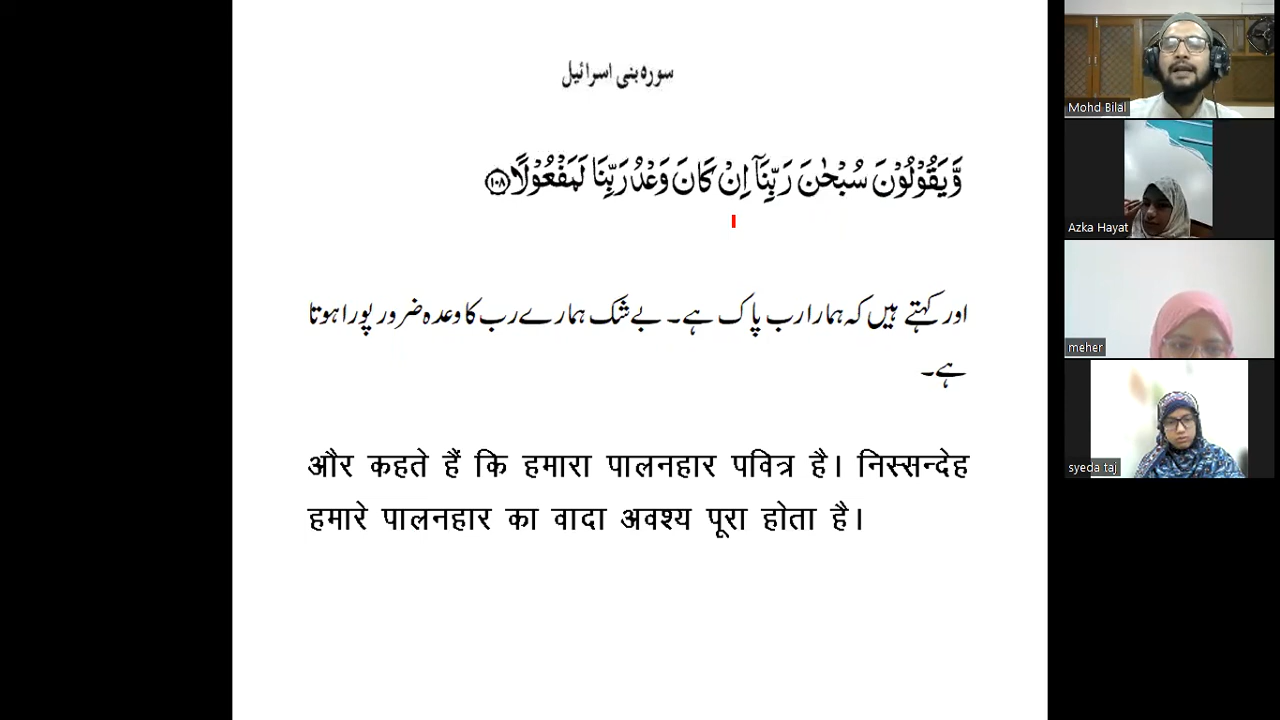 سورہ بنی اسرائیل
وَّيَقُوْلُوْنَ سُبْحٰنَ رَبِّنَاۤ اِنْ كَانَ وَعْدُ رَبِّنَا لَمَفْعُوْلًا ۝۱۰۸
اور کہتے ہیں کہ ہمارا رب پاک ہے۔ بے شک ہمارے رب کا وعدہ ضرور پورا ہوتا
ہے۔
और कहते हैं कि हमारा पालनहार पवित्र है। निस्सन्देह
हमारे पालनहार का वादा अवश्य पूरा होता है।
Mohd Bilal
Azka Hayat
meher
syeda taj